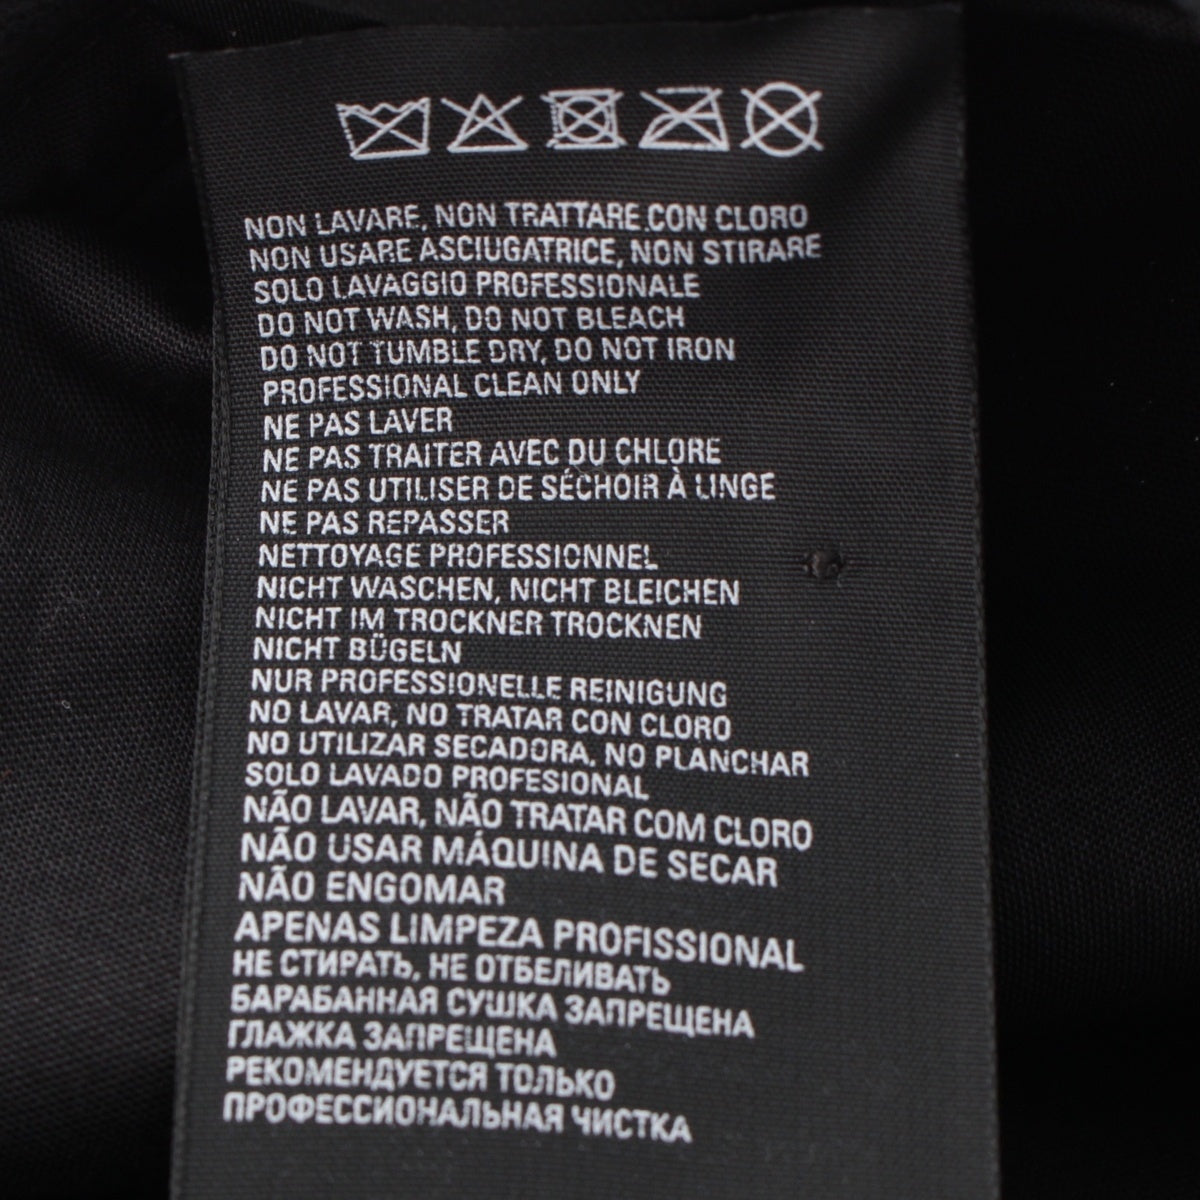 NON LAVARE, NON TRATTARE CON CLORO
NON USARE ASCIUGATRICE, NON STIRARE
SOLO LAVAGGIO PROFESSIONALE
DO NOT WASH, DO NOT BLEACH
DO NOT TUMBLE DRY, DO NOT IRON
PROFESSIONAL CLEAN ONLY
NE PAS LAVER
NE PAS TRAITER AVEC DU CHLORE
NE PAS UTILISER DE SÉCHOIR À LINGE
NE PAS REPASSER
NETTOYAGE PROFESSIONNEL
NICHT WASCHEN, NICHT BLEICHEN
NICHT IM TROCKNER TROCKNEN
NICHT BÜGELN
NUR PROFESSIONELLE REINIGUNG
NO LAVAR, NO TRATAR CON CLORO
NO UTILIZAR SECADORA, NO PLANCHAR
SOLO LAVADO PROFESIONAL
NÃO LAVAR, NÃO TRATAR COM CLORO
NÃO USAR MÁQUINA DE SECAR
NÃO ENGOMAR
APENAS LIMPEZA PROFISSIONAL
НЕ СТИРАТЬ, НЕ ОТБЕЛИВАТЬ
БАРАБАННАЯ СУШКА ЗАПРЕЩЕНА
ГЛАЖКА ЗАПРЕЩЕНА
РЕКОМЕНДУЕТСЯ ТОЛЬКО
ПРОФЕССИОНАЛЬНАЯ ЧИСТКА